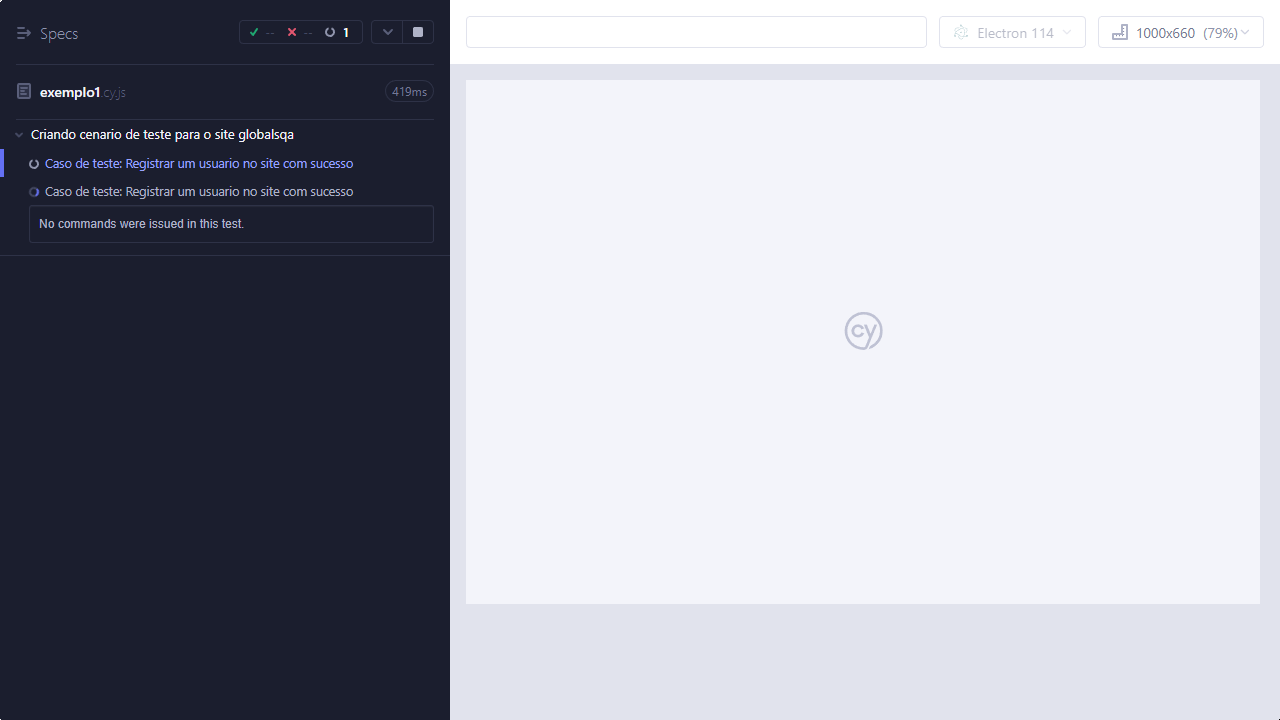 Specs
-- -- 1
Electron 114
1000x660 (79%)
exemplo1.cy.js
419ms
Criando cenario de teste para o site globalsqa
Caso de teste: Registrar um usuario no site com sucesso
Caso de teste: Registrar um usuario no site com sucesso
No commands were issued in this test.
cy